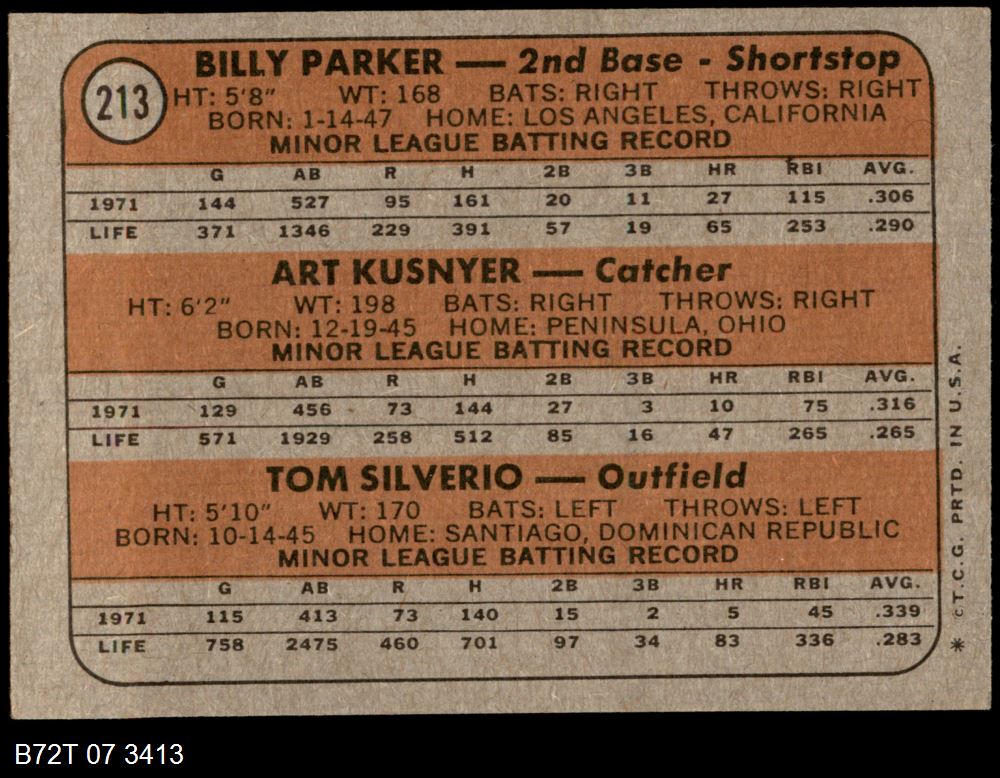 213
BILLY PARKER — 2nd Base - Shortstop
HT: 5'8" WT: 168 BATS: RIGHT THROWS: RIGHT
BORN: 1-14-47 HOME: LOS ANGELES, CALIFORNIA
MINOR LEAGUE BATTING RECORD
G AB R H 2B 3B HR RBI AVG.
1971 144 527 95 161 20 11 27 115 .306
LIFE 371 1346 229 391 57 19 65 253 .290
ART KUSNYER — Catcher
HT: 6'2" WT: 198 BATS: RIGHT THROWS: RIGHT
BORN: 12-19-45 HOME: PENINSULA, OHIO
MINOR LEAGUE BATTING RECORD
G AB R H 2B 3B HR RBI AVG.
1971 129 456 73 144 27 3 10 75 .316
LIFE 571 1929 258 512 85 16 47 265 .265
TOM SILVERIO — Outfield
HT: 5'10" WT: 170 BATS: LEFT THROWS: LEFT
BORN: 10-14-45 HOME: SANTIAGO, DOMINICAN REPUBLIC
MINOR LEAGUE BATTING RECORD
G AB R H 2B 3B HR RBI AVG.
1971 115 413 73 140 15 2 5 45 .339
LIFE 758 2475 460 701 97 34 83 336 .283
* ©T.C.G. PRTD. IN U.S.A.
B72T 07 3413